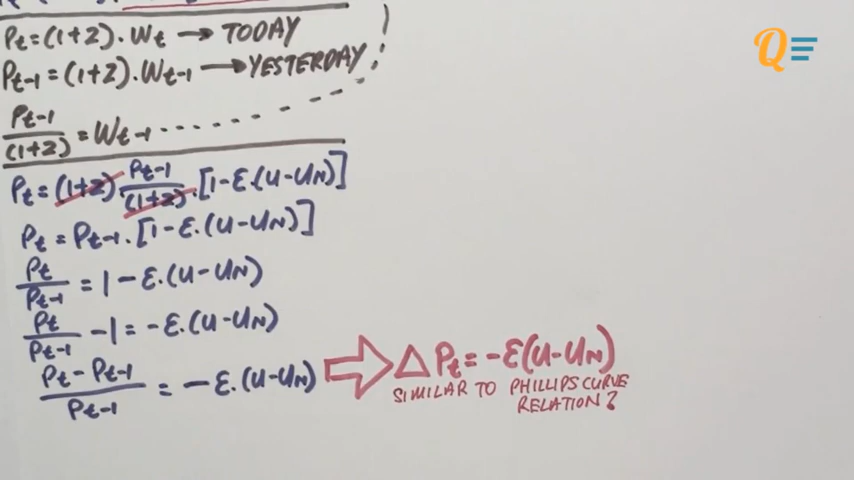 Pt = (1+Z) . Wt → TODAY
Pt-1 = (1+Z) . Wt-1 → YESTERDAY
Pt-1 / (1+Z) = Wt-1
Pt = (1+Z) Pt-1 / (1+Z) . [1 - ε.(U - UN)]
Pt = Pt-1 . [1 - ε.(U - UN)]
Pt / Pt-1 = 1 - ε.(U - UN)
Pt / Pt-1 - 1 = - ε.(U - UN)
Pt - Pt-1 / Pt-1 = - ε.(U - UN)
⇒ Δ Pt = - ε(U - UN)
SIMILAR TO PHILLIPS CURVE
RELATION?